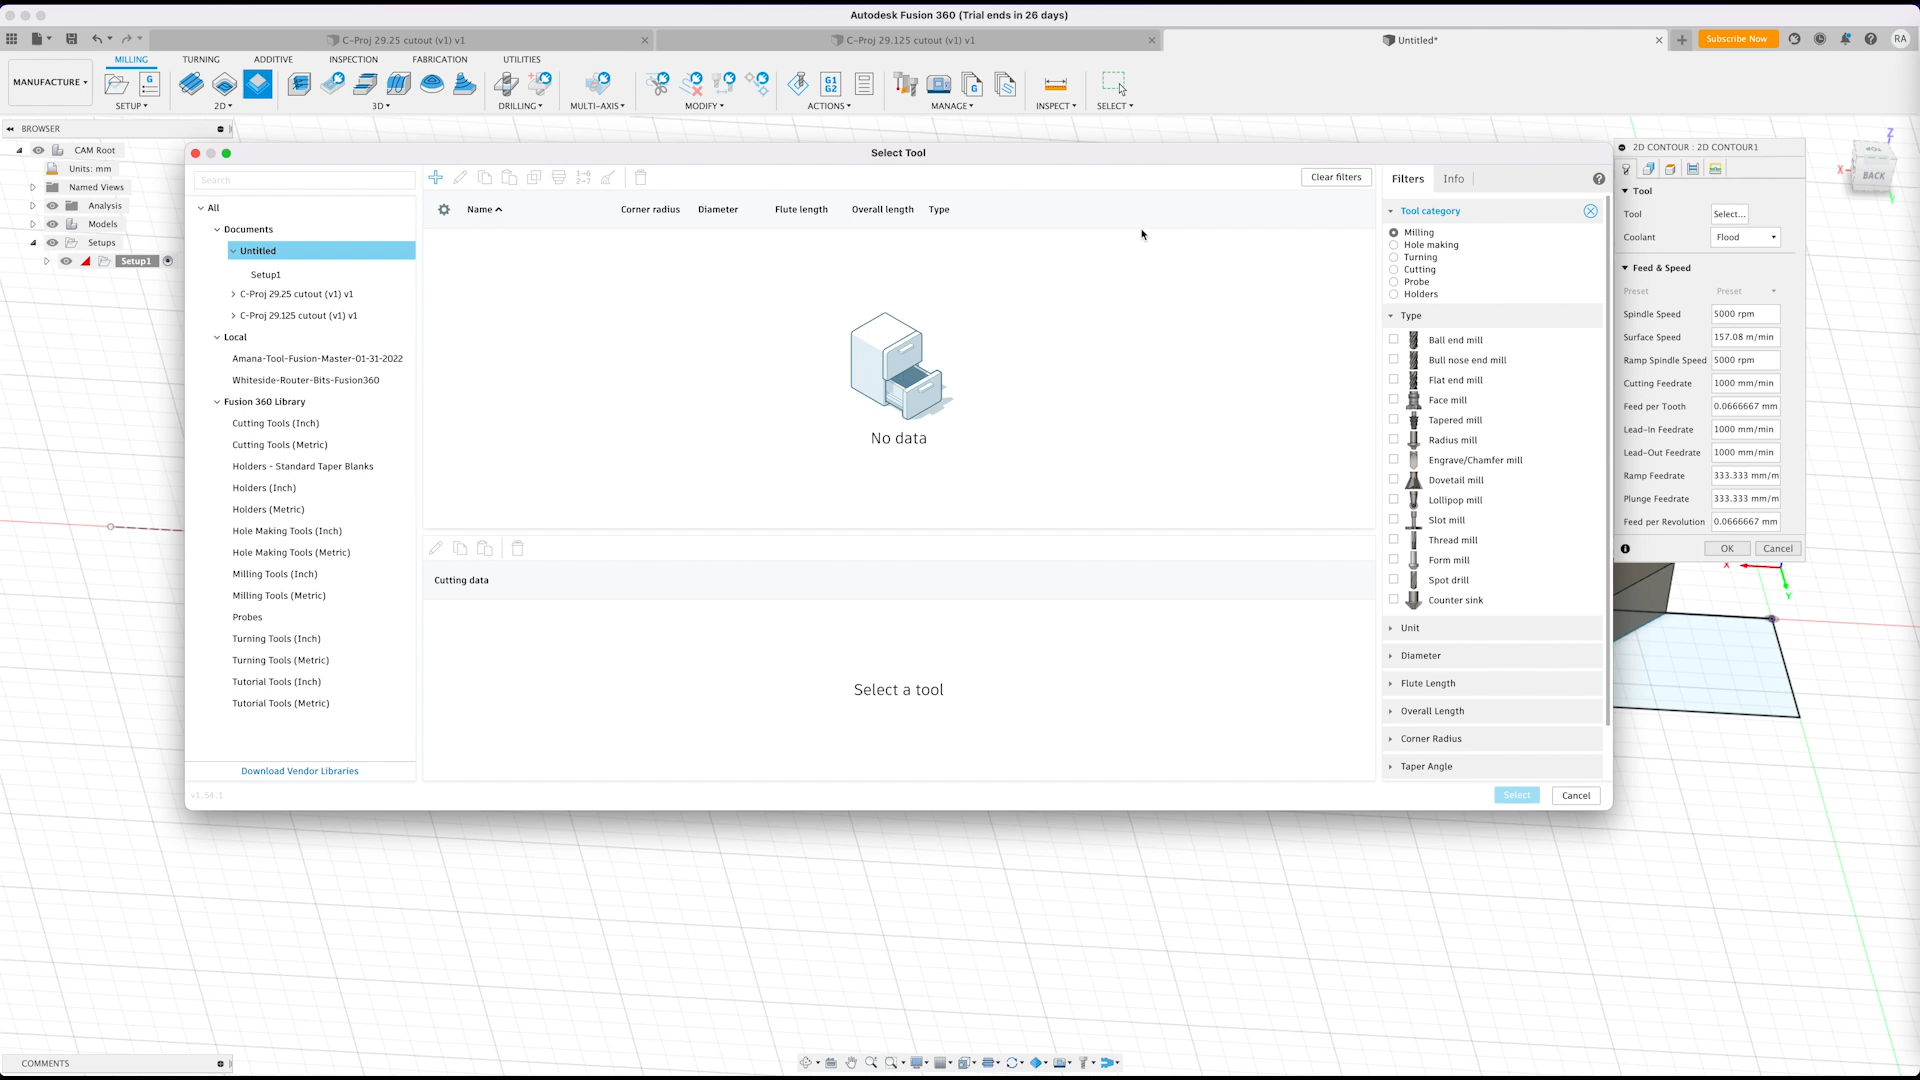 Autodesk Fusion 360 (Trial ends in 26 days)
C-Proj 29.25 cutout (v1) v1
C-Proj 29.125 cutout (v1) v1
Untitled*
Subscribe Now
RA
MILLING
TURNING
ADDITIVE
INSPECTION
FABRICATION
UTILITIES
MANUFACTURE
G
G1
G2
G
SETUP
2D
3D
DRILLING
MULTI-AXIS
MODIFY
ACTIONS
MANAGE
INSPECT
SELECT
BROWSER
CAM Root
Units: mm
Named Views
Analysis
Models
Setups
Setup1
Select Tool
Search
All
Documents
Untitled
Setup1
C-Proj 29.25 cutout (v1) v1
C-Proj 29.125 cutout (v1) v1
Local
Amana-Tool-Fusion-Master-01-31-2022
Whiteside-Router-Bits-Fusion360
Fusion 360 Library
Cutting Tools (Inch)
Cutting Tools (Metric)
Holders - Standard Taper Blanks
Holders (Inch)
Holders (Metric)
Hole Making Tools (Inch)
Hole Making Tools (Metric)
Milling Tools (Inch)
Milling Tools (Metric)
Probes
Turning Tools (Inch)
Turning Tools (Metric)
Tutorial Tools (Inch)
Tutorial Tools (Metric)
Download Vendor Libraries
v1.54.1
Clear filters
Name
Corner radius
Diameter
Flute length
Overall length
Type
No data
Cutting data
Select a tool
Filters
Info
Tool category
Milling
Hole making
Turning
Cutting
Probe
Holders
Type
Ball end mill
Bull nose end mill
Flat end mill
Face mill
Tapered mill
Radius mill
Engrave/Chamfer mill
Dovetail mill
Lollipop mill
Slot mill
Thread mill
Form mill
Spot drill
Counter sink
Unit
Diameter
Flute Length
Overall Length
Corner Radius
Taper Angle
Select
Cancel
2D CONTOUR : 2D CONTOUR1
Tool
Tool
Select...
Coolant
Flood
Feed & Speed
Preset
Preset
Spindle Speed
5000 rpm
Surface Speed
157.08 m/min
Ramp Spindle Speed
5000 rpm
Cutting Feedrate
1000 mm/min
Feed per Tooth
0.0666667 mm
Lead-In Feedrate
1000 mm/min
Lead-Out Feedrate
1000 mm/min
Ramp Feedrate
333.333 mm/m
Plunge Feedrate
333.333 mm/m
Feed per Revolution
0.0666667 mm
OK
Cancel
Z
X
TOP
BACK
X
Y
COMMENTS